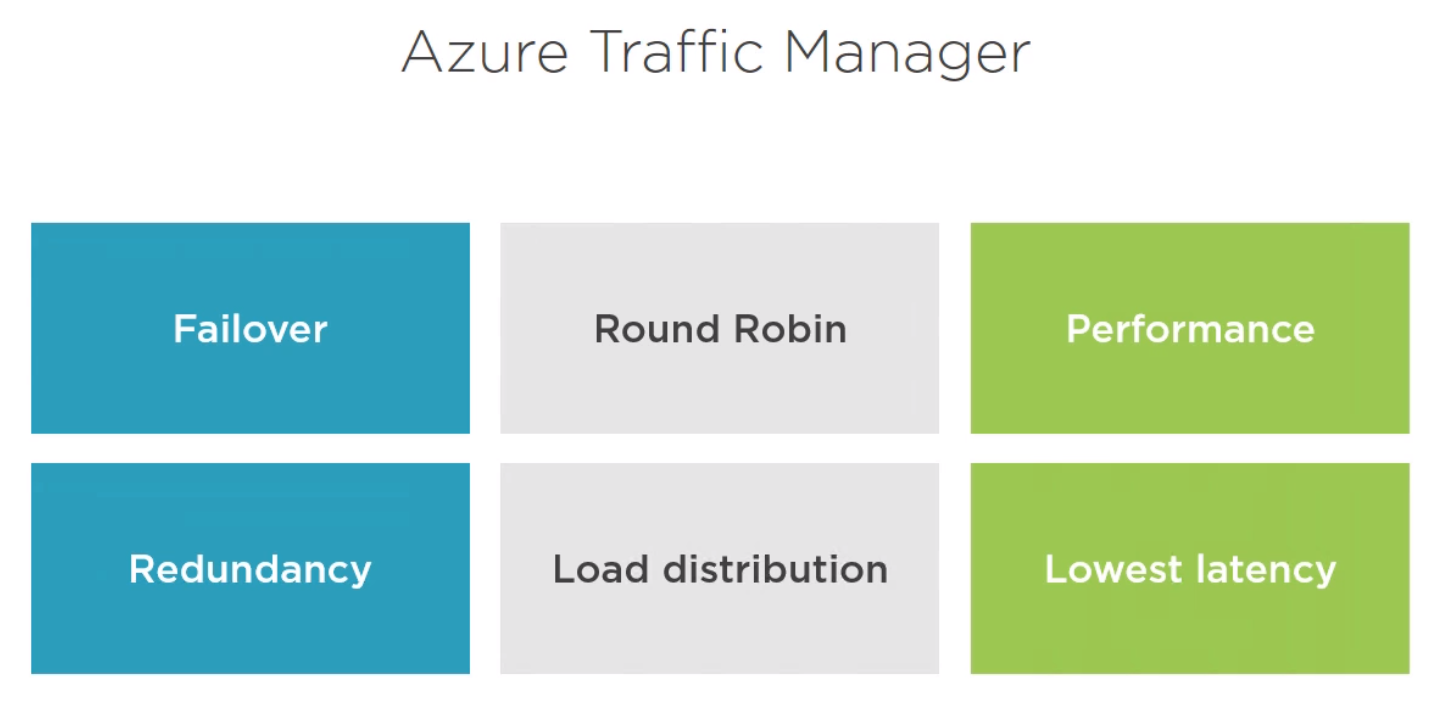 Azure Traffic Manager
Failover
Round Robin
Performance
Redundancy
Load distribution
Lowest latency